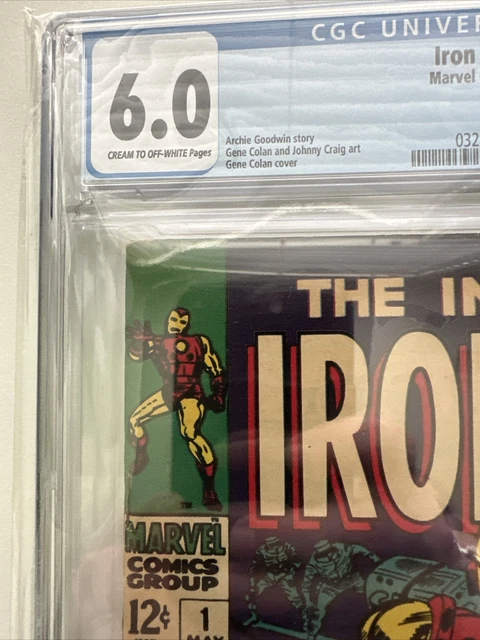 CGC UNIVER
6.0
CREAM TO OFF-WHITE Pages
Iron
Marvel
Archie Goodwin story
Gene Colan and Johnny Craig art
Gene Colan cover
032
THE IN
IRO
MARVEL
COMICS
GROUP
12¢
1
MAY